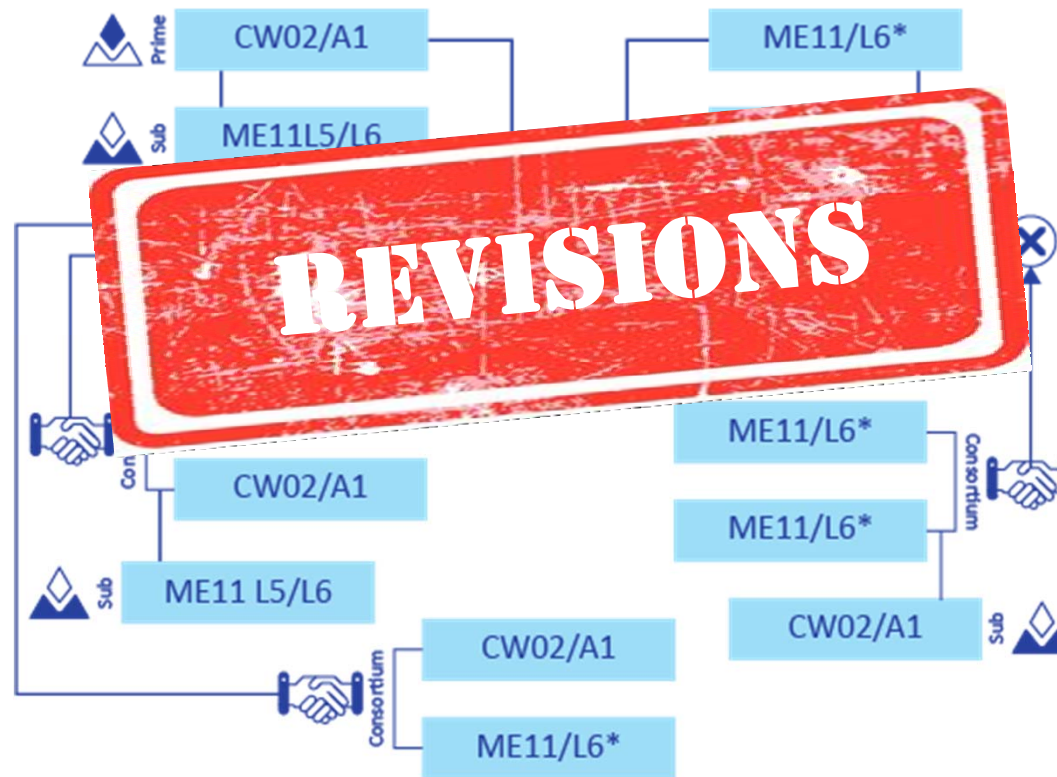 Prime
CW02/A1
ME11/L6*
Sub
ME11L5/L6
REVISIONS
ME11/L6*
Consortium
CW02/A1
ME11/L6*
Sub
ME11 L5/L6
CW02/A1
Sub
CW02/A1
Consortium
ME11/L6*